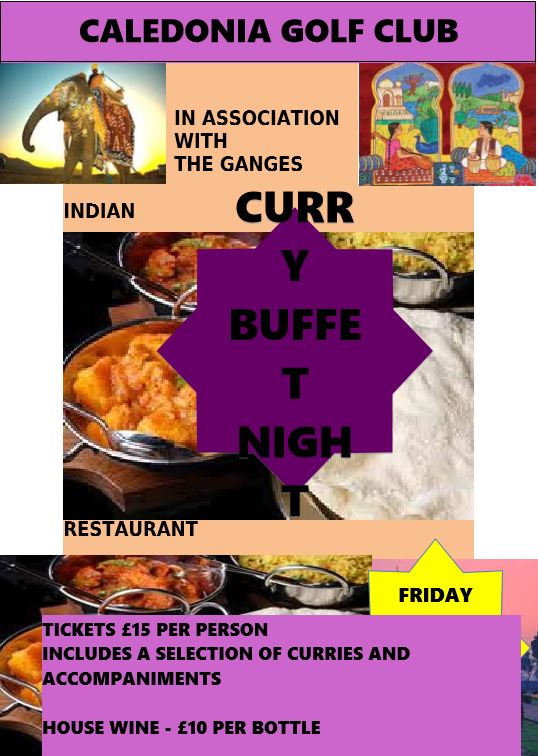 CALEDONIA GOLF CLUB
IN ASSOCIATION
WITH
THE GANGES
INDIAN
CURR
Y
BUFFE
T
NIGH
T
RESTAURANT
FRIDAY
TICKETS £15 PER PERSON
INCLUDES A SELECTION OF CURRIES AND
ACCOMPANIMENTS
HOUSE WINE - £10 PER BOTTLE